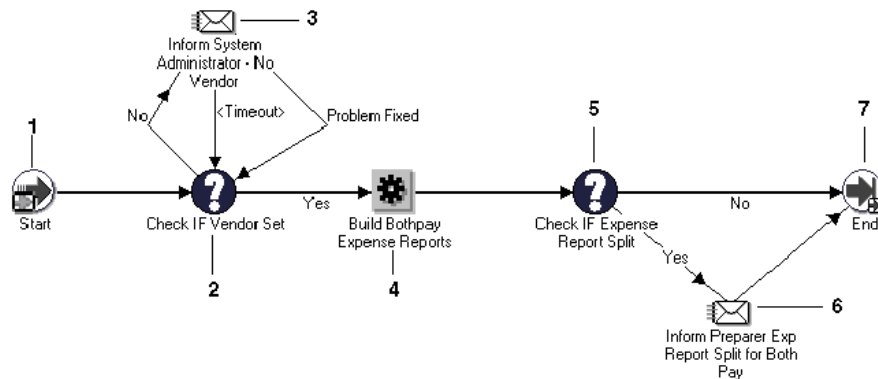 3
Inform System
Administrator - No
Vendor
No
<Timeout>
Problem Fixed
1
5
7
Start
Check IF Vendor Set
Yes
Build Bothpay
Expense Reports
Check IF Expense
Report Split
No
End
2
4
Yes
6
Inform Preparer Exp
Report Split for Both
Pay